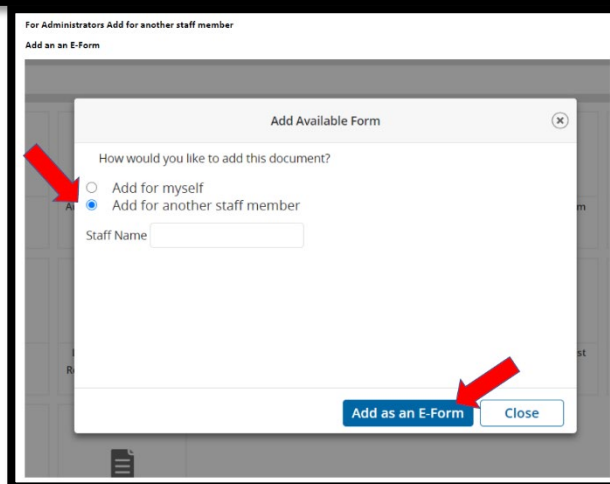 For Administrators Add for another staff member
Add an an E-Form
Add Available Form
How would you like to add this document?
Add for myself
Add for another staff member
Staff Name
Add as an E-Form
Close